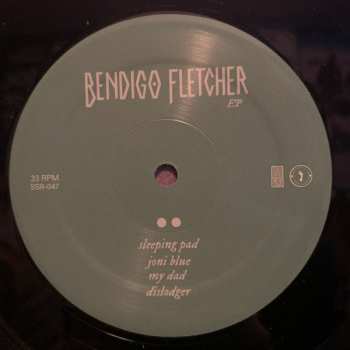 BENDIGO FLETCHER
EP
33 RPM
SSR-047
sleeping pad
joni blue
my dad
dislodger